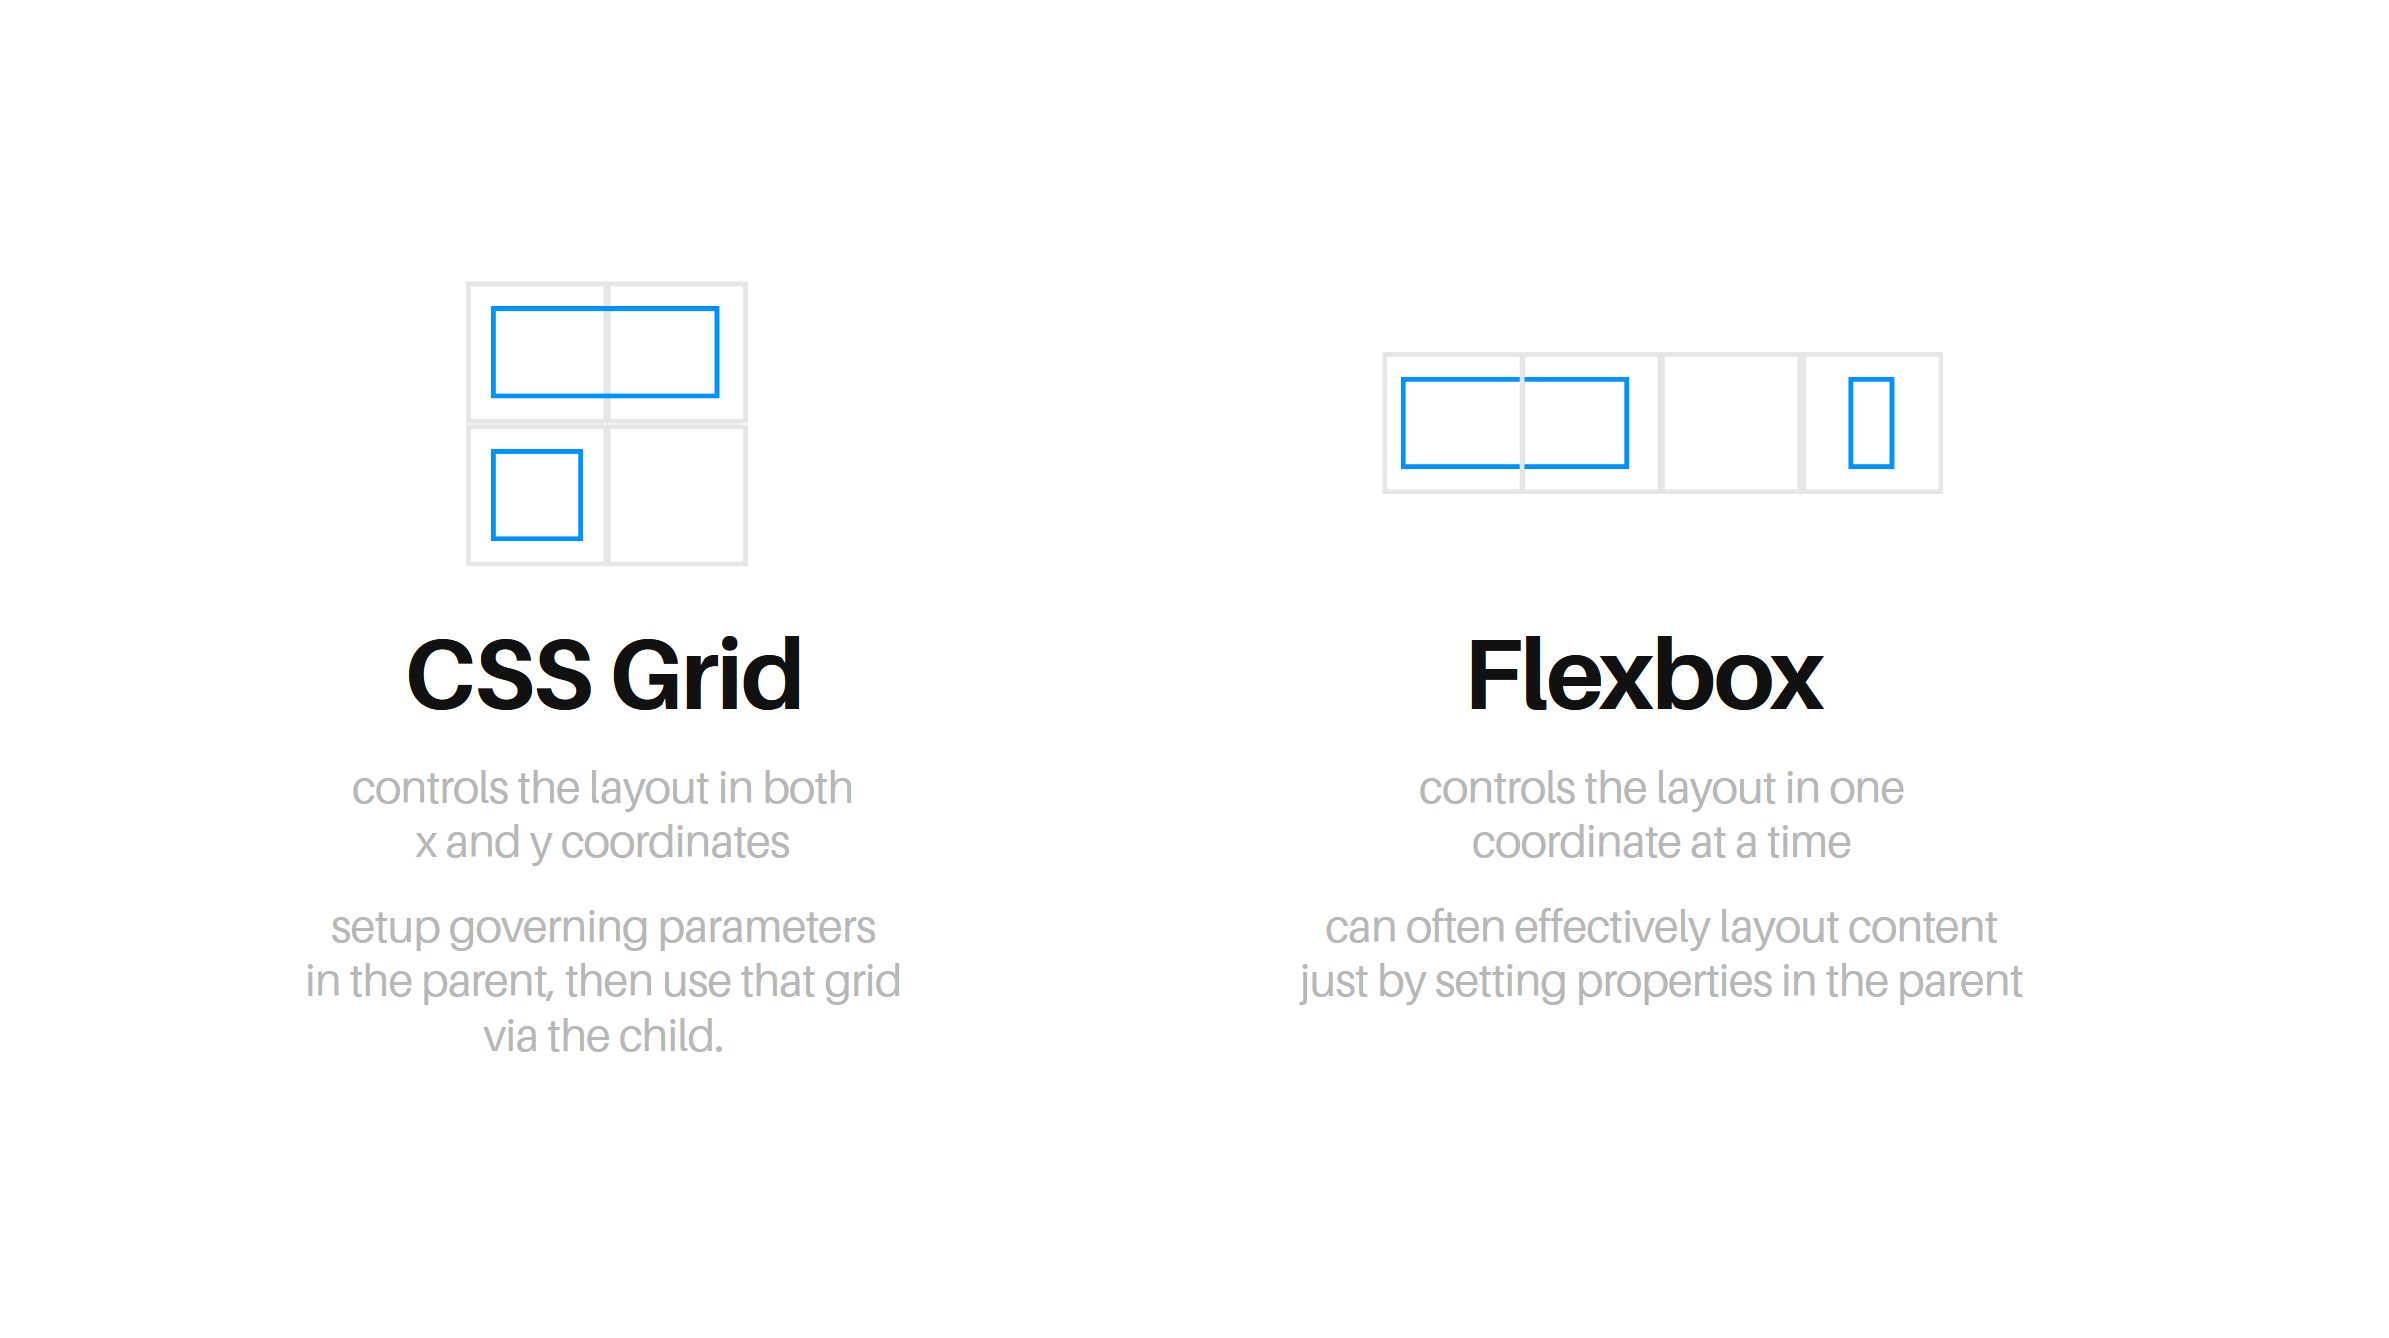 CSS Grid
controls the layout in both
x and y coordinates
setup governing parameters
in the parent, then use that grid
via the child.
Flexbox
controls the layout in one
coordinate at a time
can often effectively layout content
just by setting properties in the parent